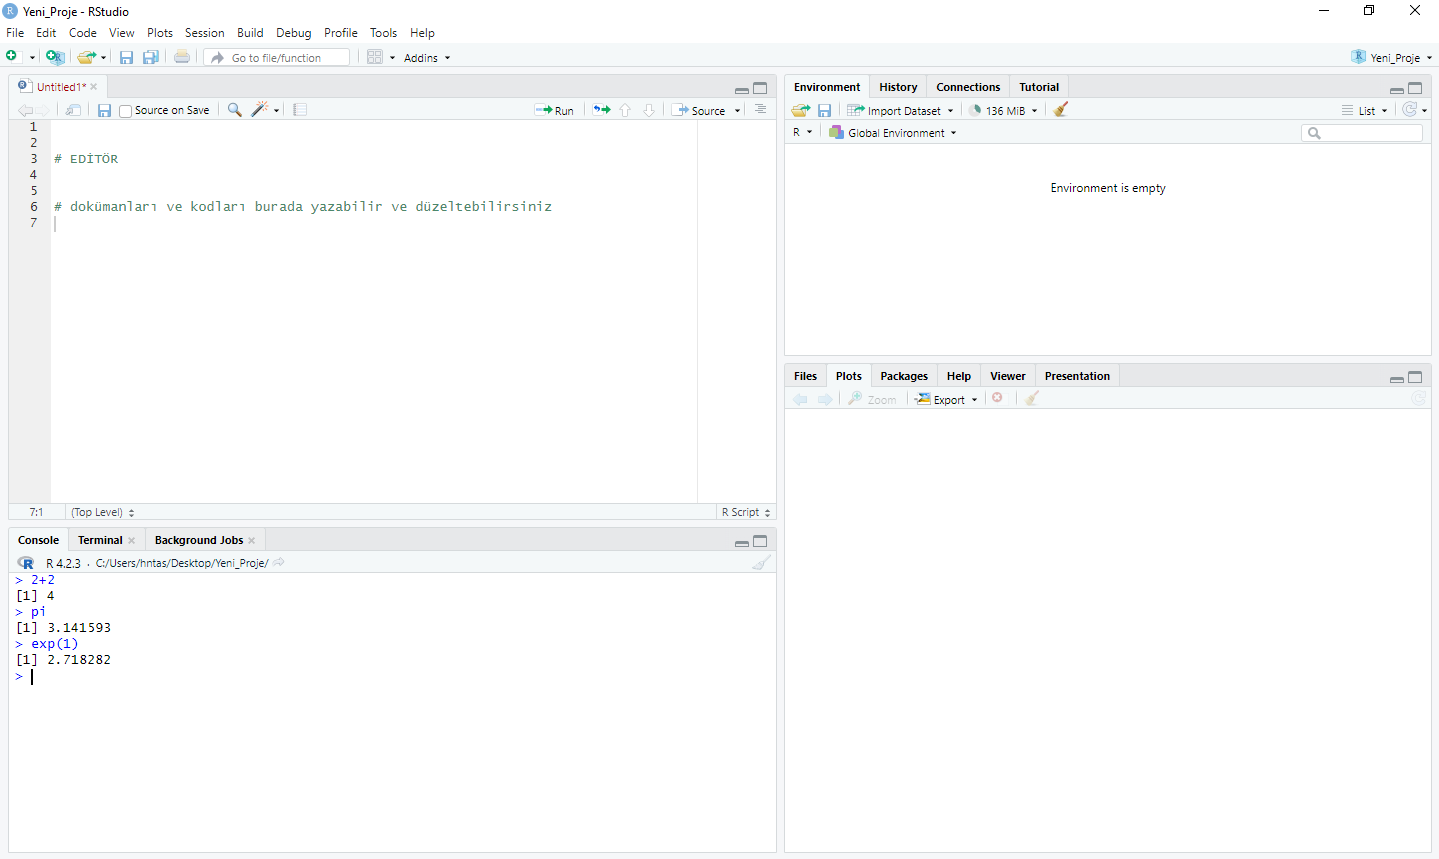 Yeni_Proje - RStudio
File Edit Code View Plots Session Build Debug Profile Tools Help
Go to file/function Addins Yeni_Proje
Untitled1*
Source on Save Run Source
1
2
3 # EDİTÖR
4
5
6 # dokümanları ve kodları burada yazabilir ve düzeltebilirsiniz
7
7:1 (Top Level) R Script
Console Terminal Background Jobs
R 4.2.3 · C:/Users/hntas/Desktop/Yeni_Proje/
> 2+2
[1] 4
> pi
[1] 3.141593
> exp(1)
[1] 2.718282
>
Environment History Connections Tutorial
Import Dataset 136 MiB List
R Global Environment
Environment is empty
Files Plots Packages Help Viewer Presentation
Zoom Export